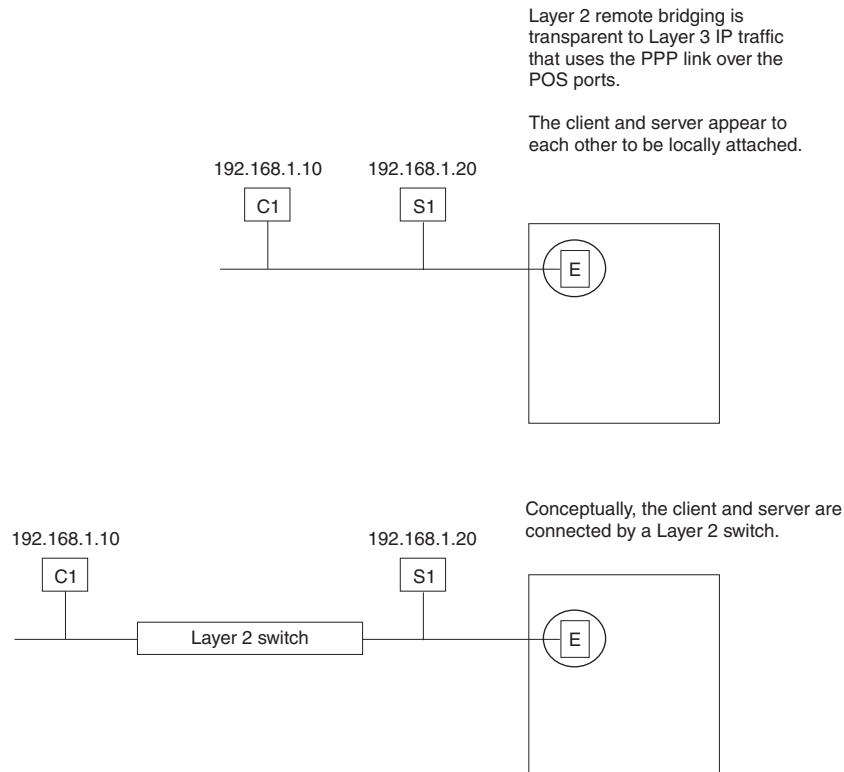 Layer 2 remote bridging is
transparent to Layer 3 IP traffic
that uses the PPP link over the
POS ports.
The client and server appear to
each other to be locally attached.
192.168.1.10
192.168.1.20
C1
S1
E
Conceptually, the client and server are
connected by a Layer 2 switch.
192.168.1.10
192.168.1.20
C1
S1
Layer 2 switch
E